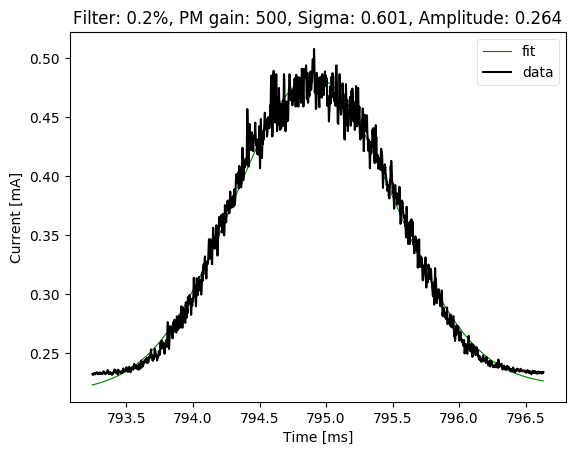 Filter: 0.2%, PM gain: 500, Sigma: 0.601, Amplitude: 0.264
fit
data
0.50
0.45
0.40
0.35
0.30
0.25
Current [mA]
793.5 794.0 794.5 795.0 795.5 796.0 796.5
Time [ms]